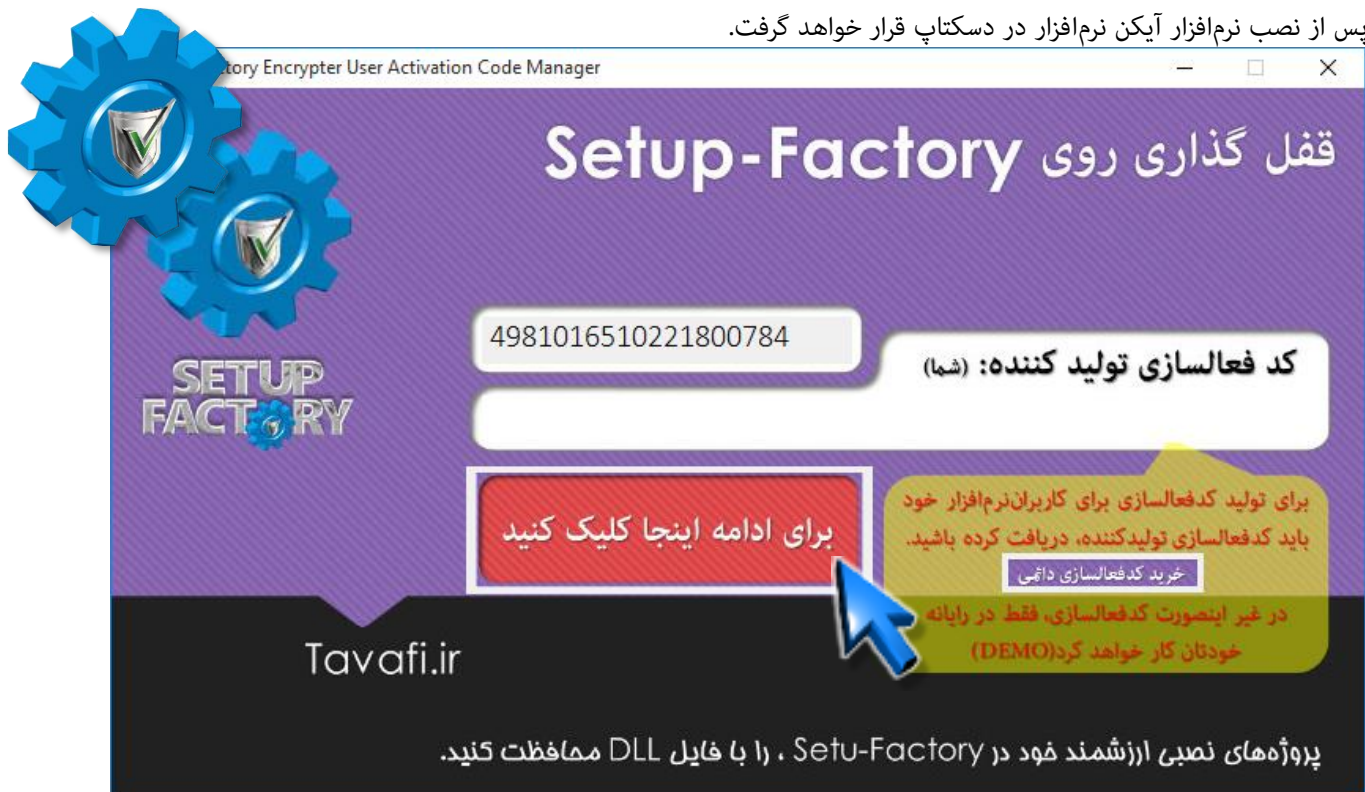 پس از نصب نرم‌افزار آیکن نرم‌افزار در دسکتاپ قرار خواهد گرفت.
tory Encrypter User Activation Code Manager
قفل گذاری روی Setup-Factory
4981016510221800784
کد فعالسازی تولید کننده: (شما)
SETUP
FACTORY
برای تولید کدفعالسازی برای کاربران‌نرم‌افزار خود
باید کدفعالسازی تولیدکننده، دریافت کرده باشید.
خرید کدفعالسازی دائمی
در غیر اینصورت کدفعالسازی، فقط در رایانه
خودتان کار خواهد کرد(DEMO)
برای ادامه اینجا کلیک کنید
Tavafi.ir
پروژه‌های نصبی ارزشمند خود در Setu-Factory ، را با فایل DLL محافظت کنید.